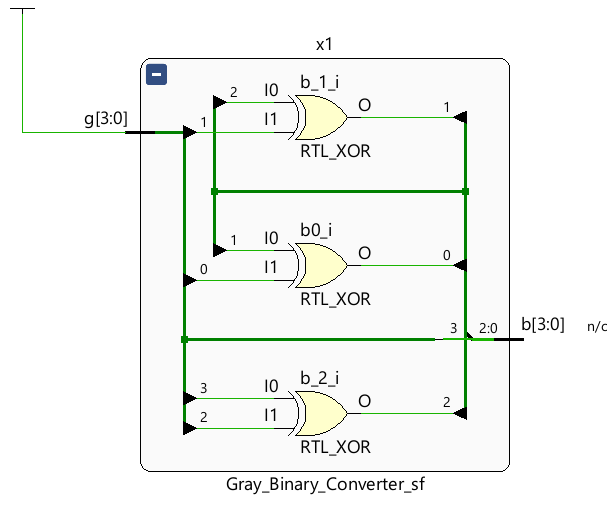 x1
b_1_i
2 I0 O 1
g[3:0] 1 I1
RTL_XOR
b0_i
1 I0 O 0
0 I1
RTL_XOR
3 2:0 b[3:0] n/c
b_2_i
3 I0 O 2
2 I1
RTL_XOR
Gray_Binary_Converter_sf